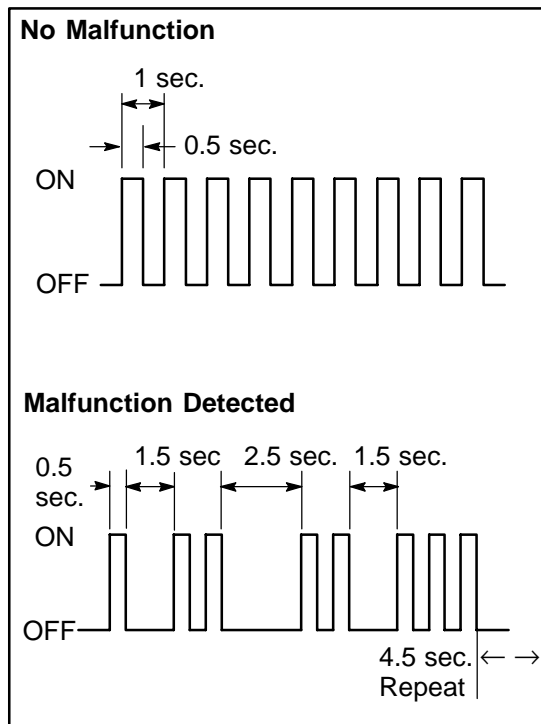 No Malfunction
1 sec.
0.5 sec.
ON
OFF
Malfunction Detected
0.5
sec.
1.5 sec
2.5 sec.
1.5 sec.
ON
OFF
4.5 sec.
Repeat